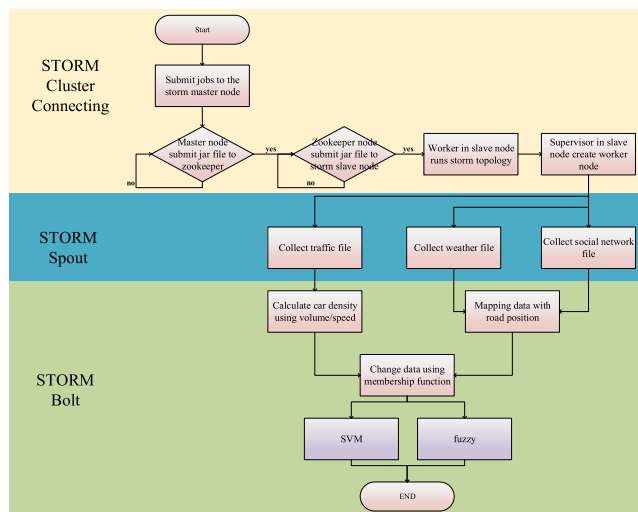 Start
STORM
Cluster
Connecting
Submit jobs to the
storm master node
Master node
submit jar file to
zookeeper
yes
no
Zookeeper node
submit jar file to
storm slave node
yes
no
Worker in slave node
runs storm topology
Supervisor in slave
node create worker
node
STORM
Spout
Collect traffic file
Collect weather file
Collect social network
file
Calculate car density
using volume/speed
Mapping data with
road position
STORM
Bolt
Change data using
membership function
SVM
fuzzy
END